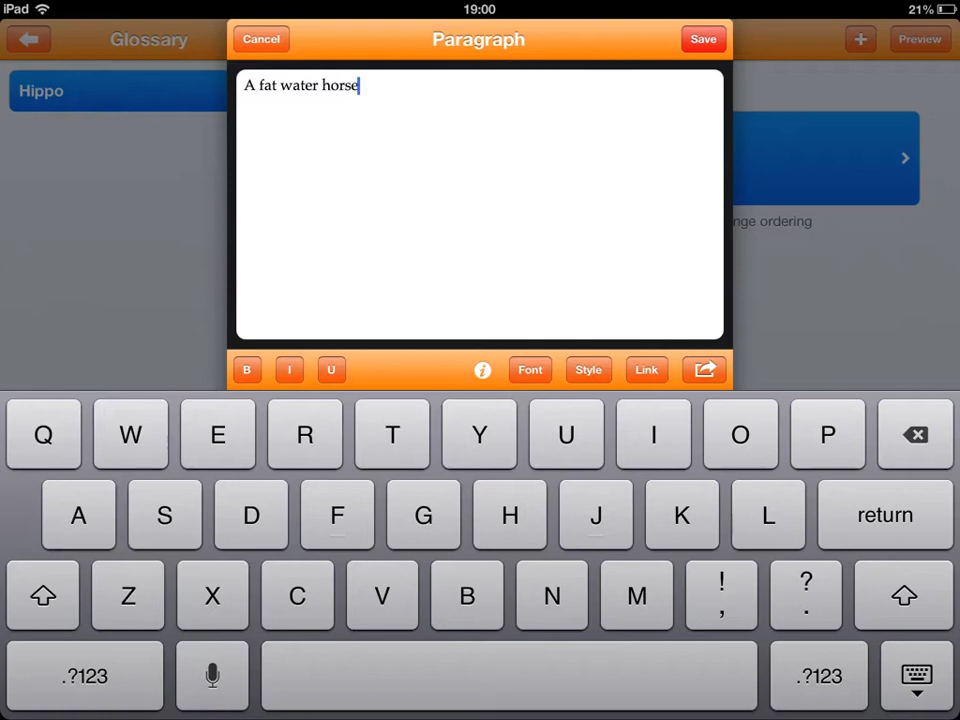 iPad 19:00 21%
Glossary Cancel Paragraph Save Preview
Hippo
A fat water horse
nge ordering
B I U i Font Style Link
Q W E R T Y U I O P
A S D F G H J K L return
Z X C V B N M ! , ? .
.?123 .?123